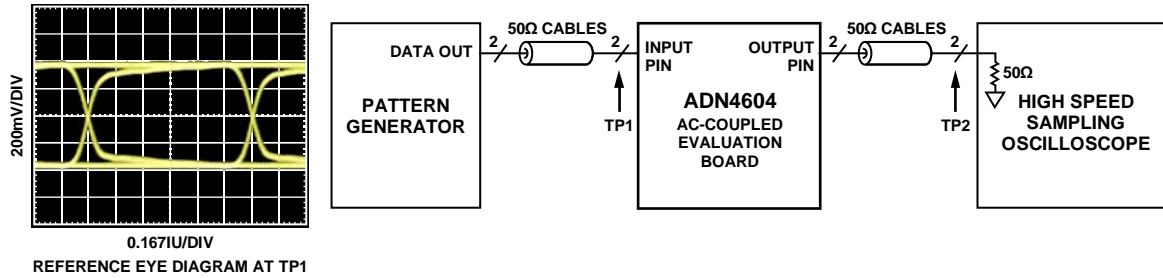 200mV/DIV
0.167IU/DIV
REFERENCE EYE DIAGRAM AT TP1
DATA OUT
PATTERN
GENERATOR
2
50Ω CABLES
2
TP1
INPUT
PIN
OUTPUT
PIN
ADN4604
AC-COUPLED
EVALUATION
BOARD
2
50Ω CABLES
2
TP2
50Ω
HIGH SPEED
SAMPLING
OSCILLOSCOPE